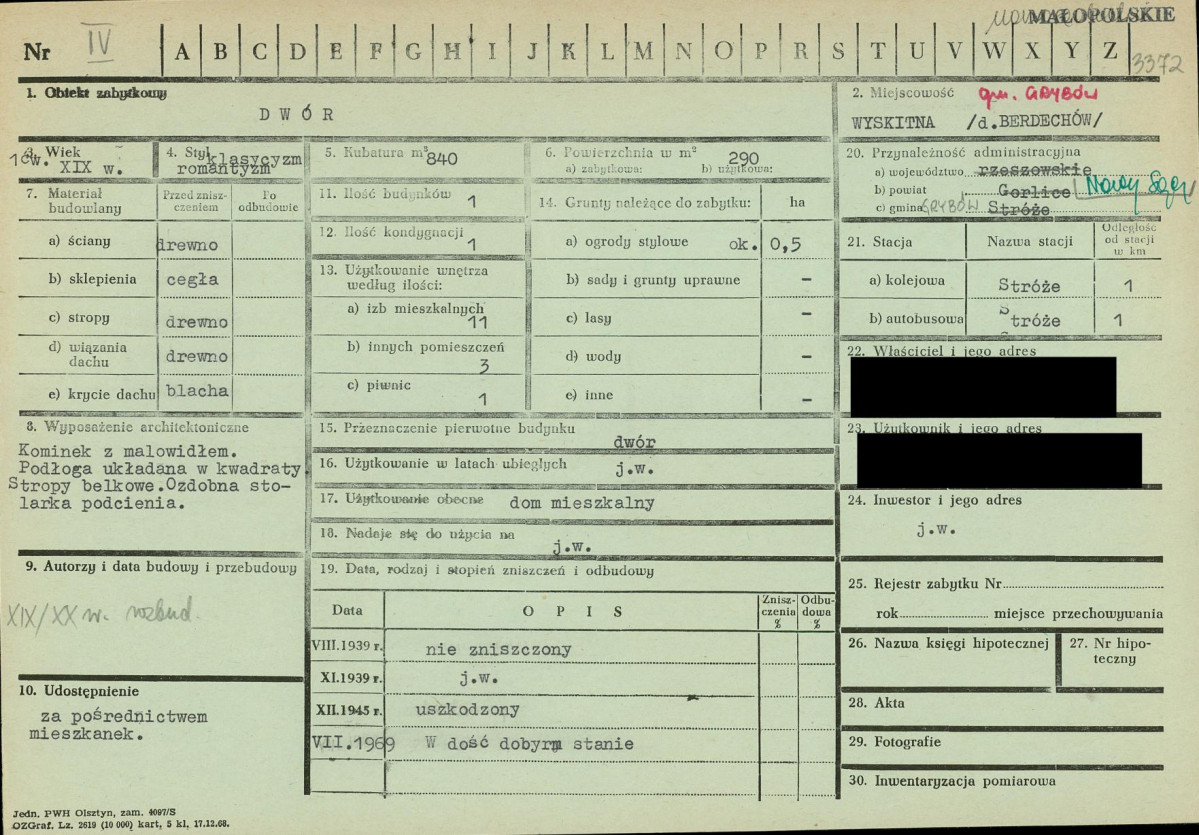 MAŁOPOLSKIE
Nr IV A B C D E F G H I J K L M N O P R S T U V W X Y Z 3372
1. Obiekt zabytkowy
DWÓR
2. Miejscowość gm. GRYBÓW
WYSKITNA /d.BERDECHÓW/
3. Wiek
1 ćw. XIX w.
4. Styl klasycyzm
romantyzm
5. Kubatura m³ 840
6. Powierzchnia w m² 290
a) zabytkowa: b) użytkowa:
20. Przynależność administracyjna
a) województwo rzeszowskie
b) powiat Gorlice Nowy Sącz
c) gmina GRYBÓW Stróże
7. Materiał budowlany
Przed zniszczeniem
Po odbudowie
a) ściany drewno
b) sklepienia cegła
c) stropy drewno
d) wiązania dachu drewno
e) krycie dachu blacha
11. Ilość budynków 1
12. Ilość kondygnacji 1
13. Użytkowanie wnętrza
według ilości:
a) izb mieszkalnych 11
b) innych pomieszczeń 3
c) piwnic 1
14. Grunty należące do zabytku: ha
a) ogrody stylowe ok. 0,5
b) sady i grunty uprawne –
c) lasy –
d) wody –
e) inne –
21. Stacja Nazwa stacji Odległość od stacji w km
a) kolejowa Stróże 1
b) autobusowa Stróże 1
22. Właściciel i jego adres
23. Użytkownik i jego adres
24. Inwestor i jego adres
j.w.
8. Wyposażenie architektoniczne
Kominek z malowidłem.
Podłoga układana w kwadraty.
Stropy belkowe.Ozdobna sto-
larka podcienia.
15. Przeznaczenie pierwotne budynku
dwór
16. Użytkowanie w latach ubiegłych j.w.
17. Użytkowanie obecne dom mieszkalny
18. Nadaje się do użycia na
j.w.
9. Autorzy i data budowy i przebudowy
XIX/XX w. rozbud.
19. Data, rodzaj i stopień zniszczeń i odbudowy
Data OPIS Znisz-czenia % Odbu-dowa %
VIII.1939 r. nie zniszczony
XI.1939 r. j.w.
XII.1945 r. uszkodzony
VII.1969 W dość dobrym stanie
10. Udostępnienie
za pośrednictwem
mieszkanek.
25. Rejestr zabytku Nr
rok miejsce przechowywania
26. Nazwa księgi hipotecznej
27. Nr hipo-
teczny
28. Akta
29. Fotografie
30. Inwentaryzacja pomiarowa
Jedn. PWH Olsztyn, zam. 4097/S
OZGraf. Lz. 2619 (10 000) kart, 5 kl, 17.12.68.